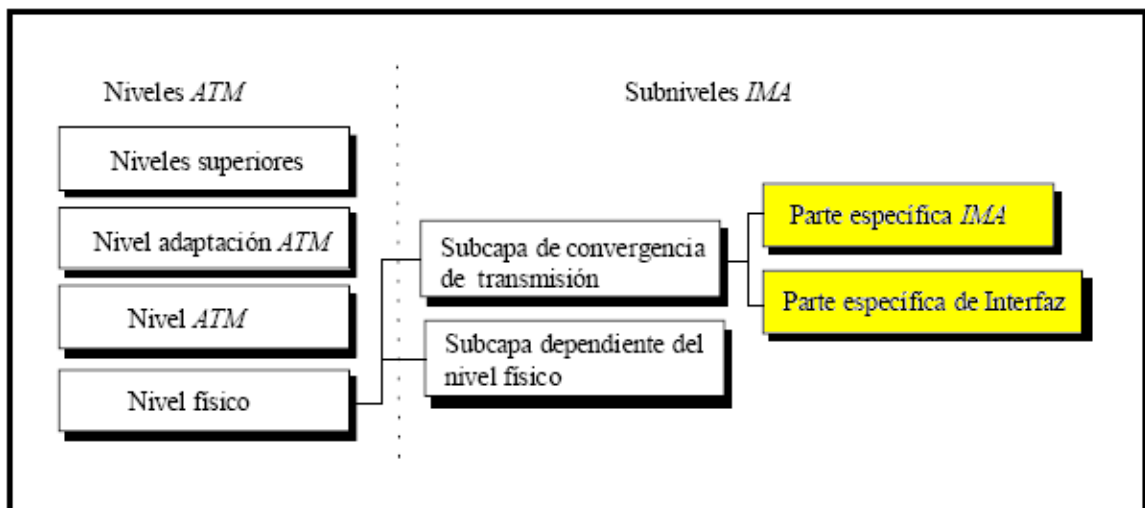 Niveles ATM
Subniveles IMA
Niveles superiores
Nivel adaptación ATM
Nivel ATM
Nivel físico
Subcapa de convergencia
de transmisión
Subcapa dependiente del
nivel físico
Parte específica IMA
Parte específica de Interfaz